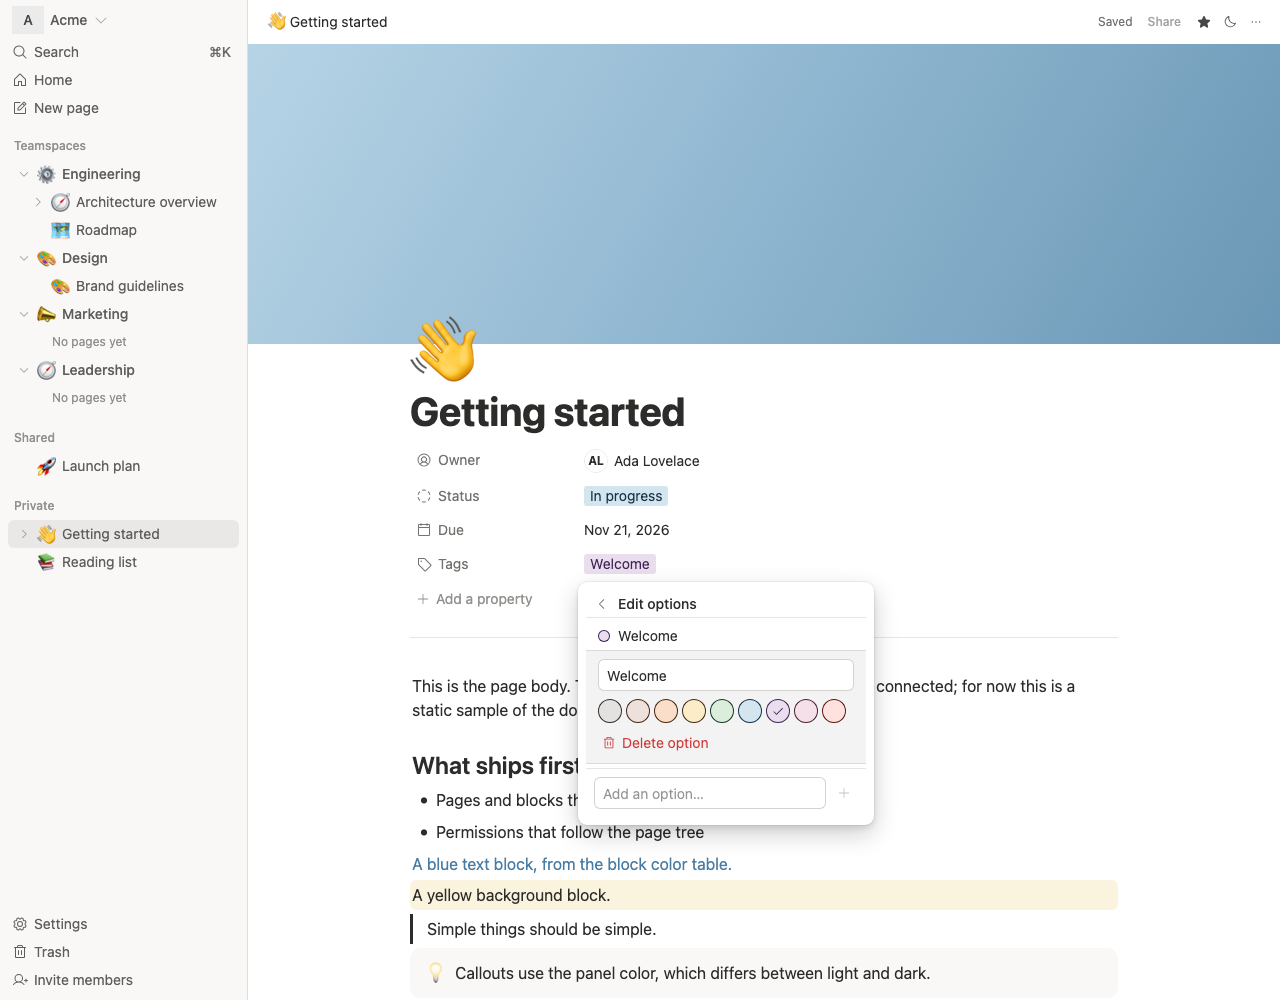 A Acme
Search ⌘K
Home
New page
Teamspaces
Engineering
Architecture overview
Roadmap
Design
Brand guidelines
Marketing
No pages yet
Leadership
No pages yet
Shared
Launch plan
Private
Getting started
Reading list
Settings
Trash
Invite members
Getting started
Saved Share
Getting started
Owner AL Ada Lovelace
Status In progress
Due Nov 21, 2026
Tags Welcome
Add a property
Edit options
Welcome
Welcome
Delete option
Add an option...
This is the page body. connected; for now this is a
static sample of the do
What ships first
Pages and blocks th
Permissions that follow the page tree
A blue text block, from the block color table.
A yellow background block.
Simple things should be simple.
Callouts use the panel color, which differs between light and dark.